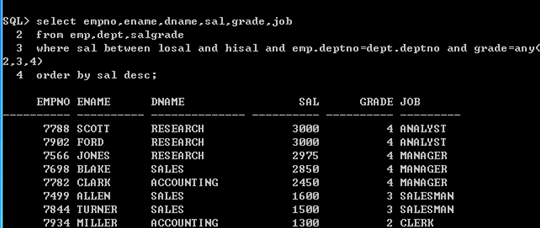 SQL> select empno,ename,dname,sal,grade,job
2 from emp,dept,salgrade
3 where sal between losal and hisal and emp.deptno=dept.deptno and grade=any(
2,3,4)
4 order by sal desc;
EMPNO ENAME DNAME SAL GRADE JOB
---------- ---------- -------------- ---------- ---------- ---------
7788 SCOTT RESEARCH 3000 4 ANALYST
7902 FORD RESEARCH 3000 4 ANALYST
7566 JONES RESEARCH 2975 4 MANAGER
7698 BLAKE SALES 2850 4 MANAGER
7782 CLARK ACCOUNTING 2450 4 MANAGER
7499 ALLEN SALES 1600 3 SALESMAN
7844 TURNER SALES 1500 3 SALESMAN
7934 MILLER ACCOUNTING 1300 2 CLERK